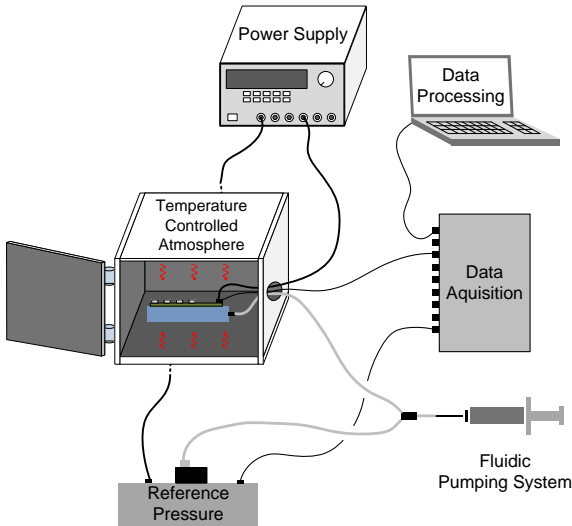 Power Supply
Data
Processing
Temperature
Controlled
Atmosphere
Data
Aquisition
Fluidic
Pumping System
Reference
Pressure